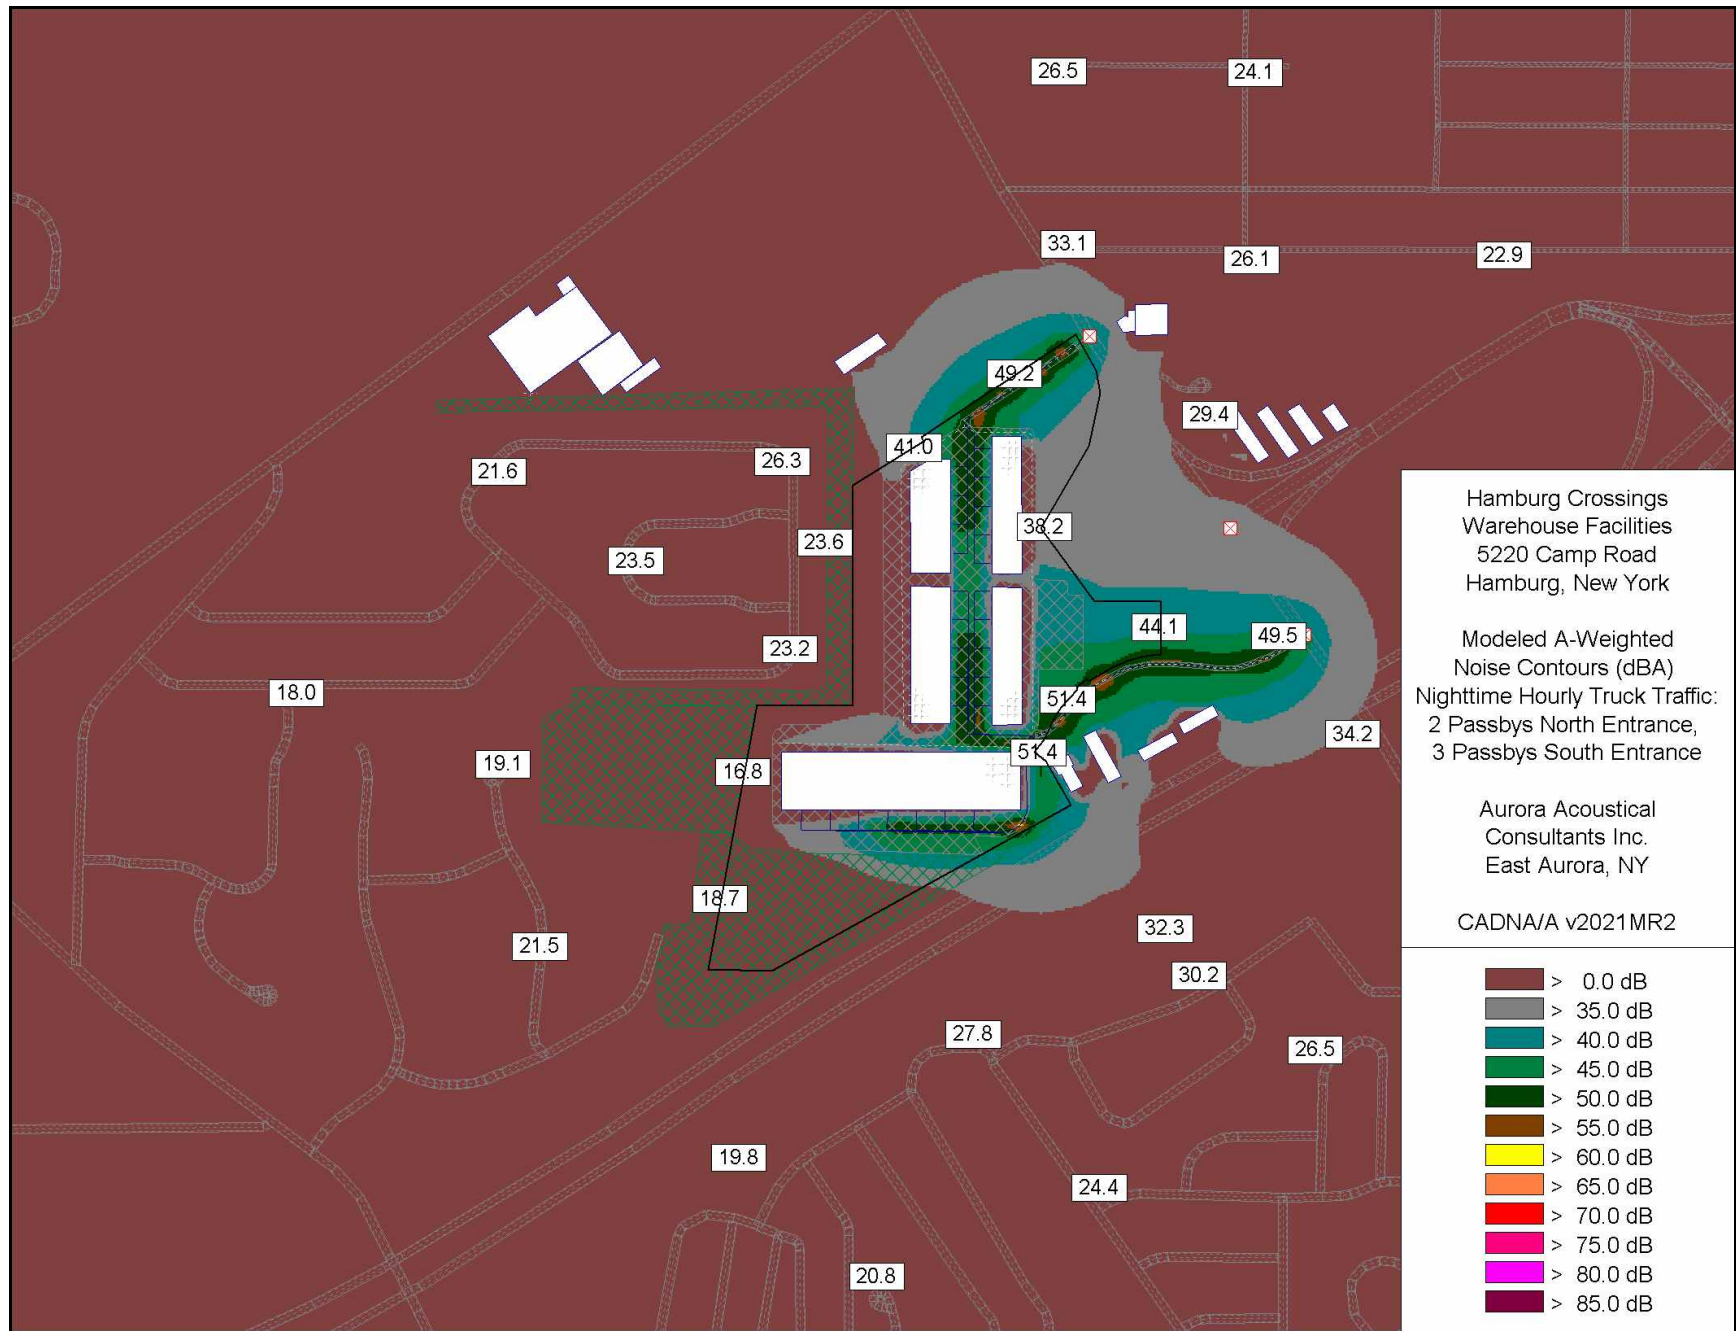 26.5
24.1
33.1
26.1
22.9
49.2
29.4
41.0
21.6
26.3
38.2
23.6
23.5
44.1
49.5
23.2
18.0
51.4
34.2
51.4
19.1
16.8
18.7
32.3
21.5
30.2
27.8
26.5
19.8
24.4
20.8
Hamburg Crossings
Warehouse Facilities
5220 Camp Road
Hamburg, New York
Modeled A-Weighted
Noise Contours (dBA)
Nighttime Hourly Truck Traffic:
2 Passbys North Entrance,
3 Passbys South Entrance
Aurora Acoustical
Consultants Inc.
East Aurora, NY
CADNA/A v2021MR2
> 0.0 dB
> 35.0 dB
> 40.0 dB
> 45.0 dB
> 50.0 dB
> 55.0 dB
> 60.0 dB
> 65.0 dB
> 70.0 dB
> 75.0 dB
> 80.0 dB
> 85.0 dB